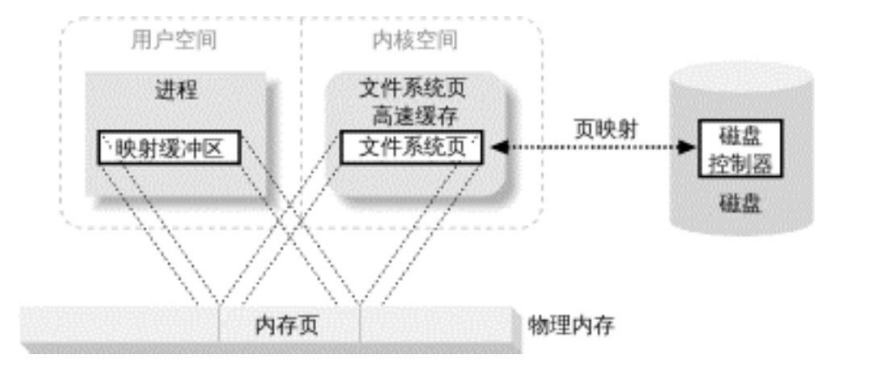 用户空间
内核空间
进程
文件系统页
高速缓存
映射缓冲区
文件系统页
页映射
磁盘
控制器
磁盘
内存页
物理内存